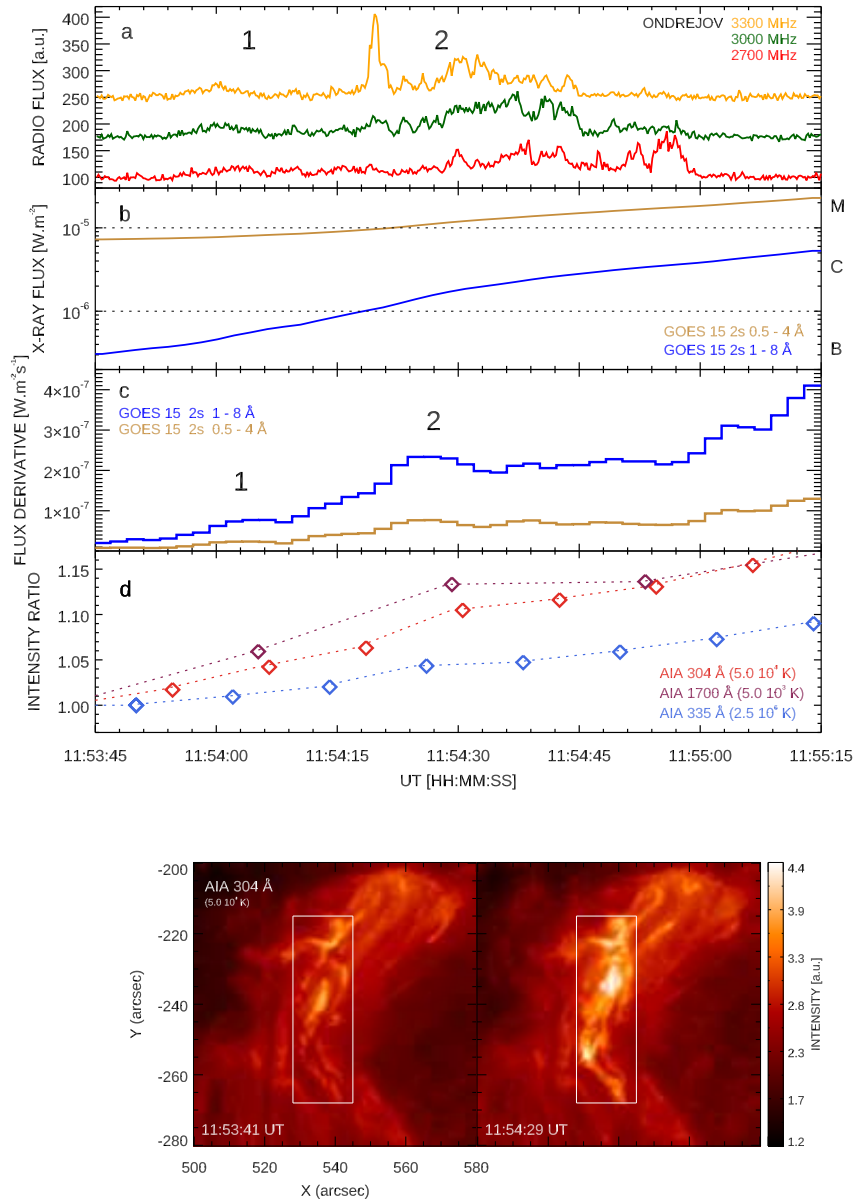 RADIO FLUX [a.u.]
400
350
300
250
200
150
100
a
1
2
ONDREJOV 3300 MHz
3000 MHz
2700 MHz
X-RAY FLUX [W.m⁻²]
10⁻⁵
10⁻⁶
b
M
C
B
GOES 15 2s 0.5 - 4 Å
GOES 15 2s 1 - 8 Å
FLUX DERIVATIVE [W.m⁻²s⁻¹]
4×10⁻⁷
3×10⁻⁷
2×10⁻⁷
1×10⁻⁷
c
GOES 15 2s 1 - 8 Å
GOES 15 2s 0.5 - 4 Å
1
2
INTENSITY RATIO
1.15
1.10
1.05
1.00
d
AIA 304 Å (5.0 10⁴ K)
AIA 1700 Å (5.0 10³ K)
AIA 335 Å (2.5 10⁶ K)
11:53:45 11:54:00 11:54:15 11:54:30 11:54:45 11:55:00 11:55:15
UT [HH:MM:SS]
Y (arcsec)
-200
-220
-240
-260
-280
AIA 304 Å
(5.0 10⁴ K)
11:53:41 UT
11:54:29 UT
500 520 540 560 580
X (arcsec)
4.4
3.9
3.3
2.8
2.3
1.7
1.2
INTENSITY [a.u.]